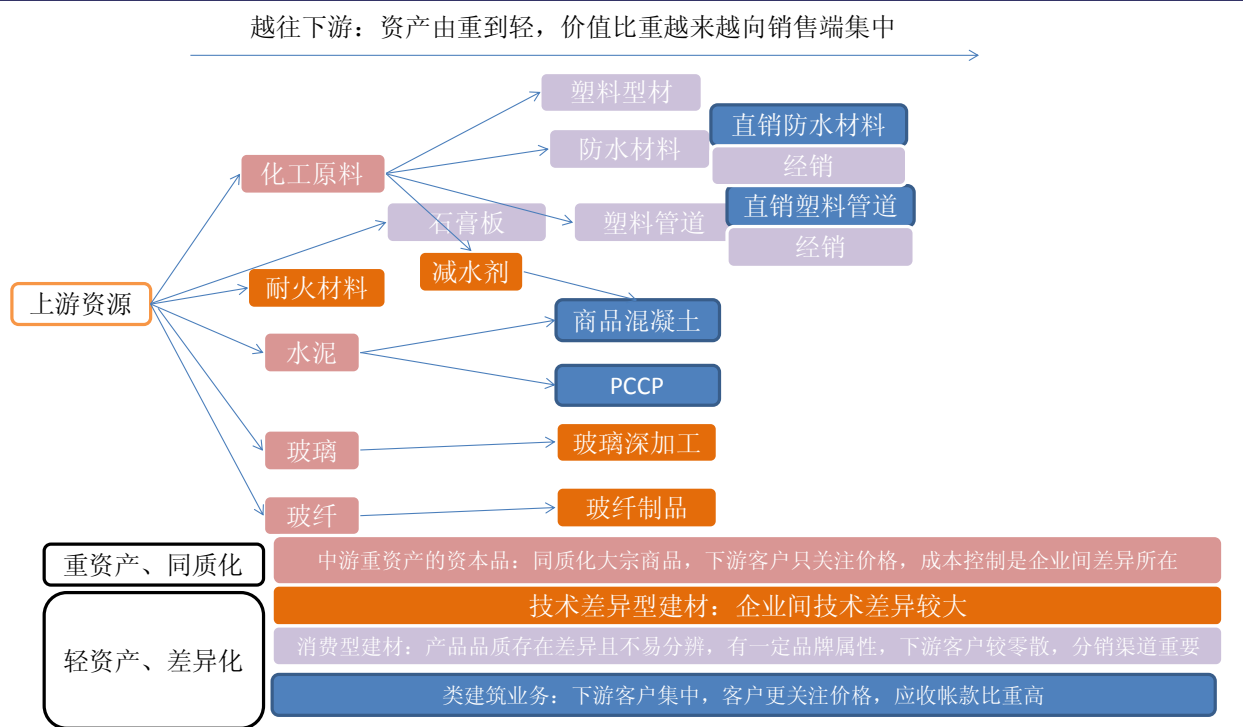 越往下游：资产由重到轻，价值比重越来越向销售端集中
塑料型材
直销防水材料
防水材料
经销
化工原料
直销塑料管道
石膏板
塑料管道
经销
减水剂
耐火材料
上游资源
商品混凝土
水泥
PCCP
玻璃
玻璃深加工
玻纤
玻纤制品
重资产、同质化
中游重资产的资本品：同质化大宗商品，下游客户只关注价格，成本控制是企业间差异所在
技术差异型建材：企业间技术差异较大
轻资产、差异化
消费型建材：产品品质存在差异且不易分辨，有一定品牌属性，下游客户较零散，分销渠道重要
类建筑业务：下游客户集中，客户更关注价格，应收帐款比重高